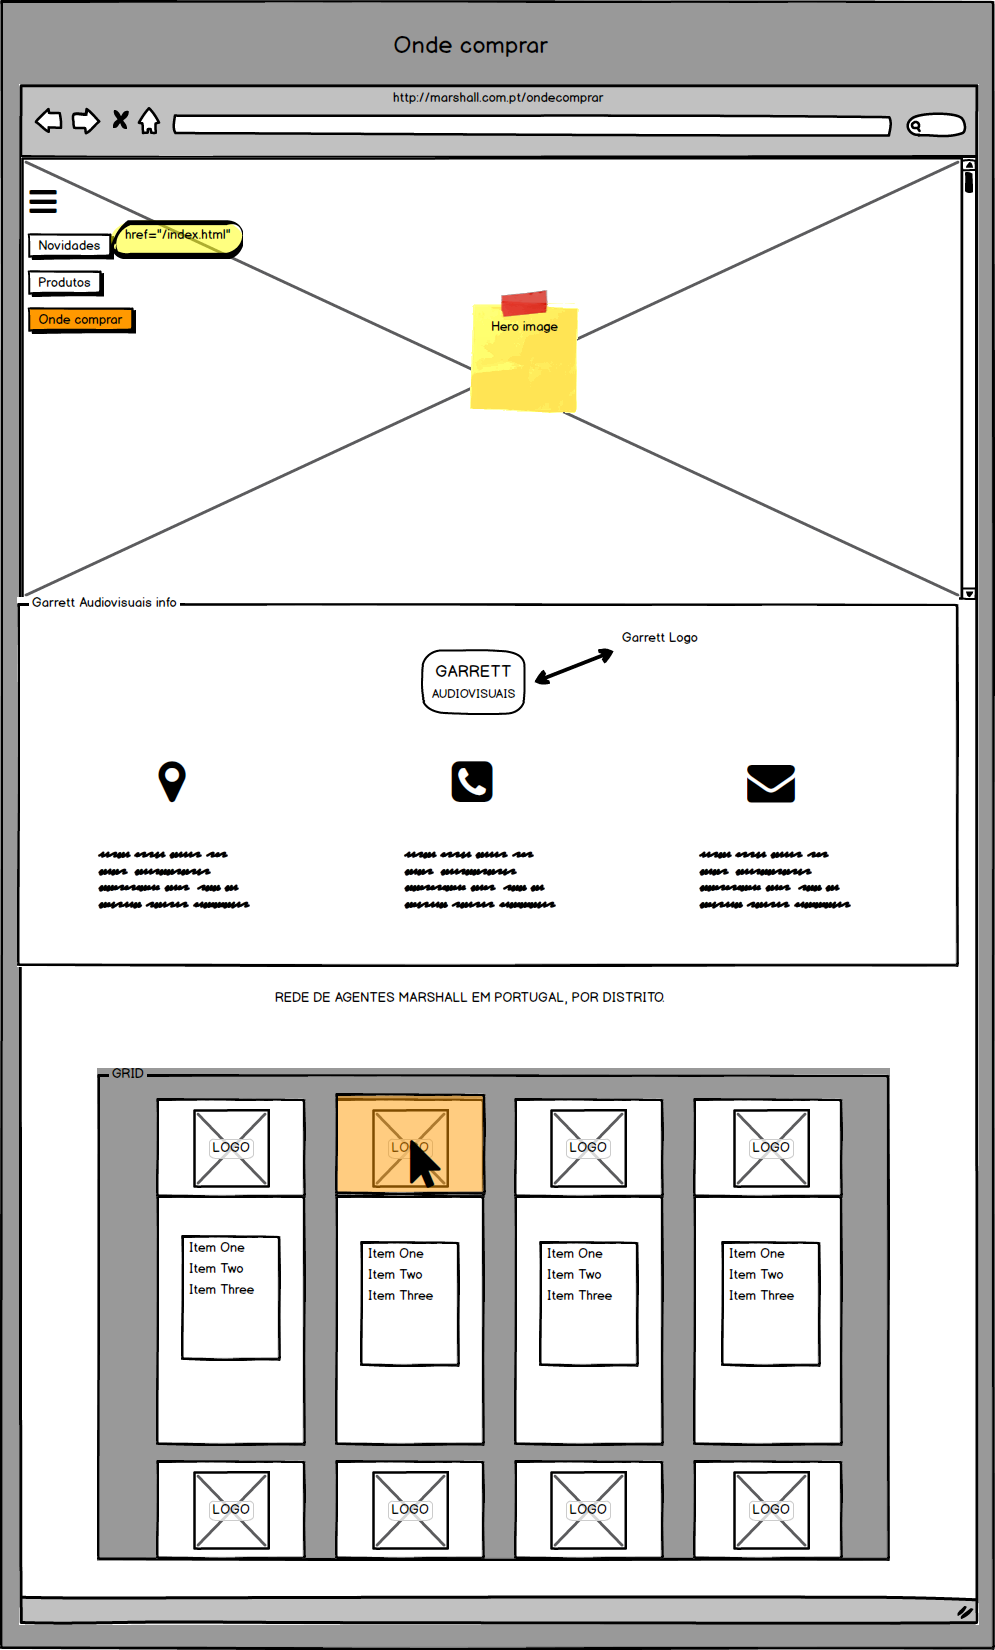 Onde comprar
http://marshall.com.pt/ondecomprar
Novidades
href="/index.html"
Produtos
Onde comprar
Hero image
Garrett Audiovisuais info
Garrett Logo
GARRETT
AUDIOVISUAIS
REDE DE AGENTES MARSHALL EM PORTUGAL, POR DISTRITO.
GRID
LOGO
LOGO
LOGO
LOGO
Item One
Item Two
Item Three
Item One
Item Two
Item Three
Item One
Item Two
Item Three
Item One
Item Two
Item Three
LOGO
LOGO
LOGO
LOGO